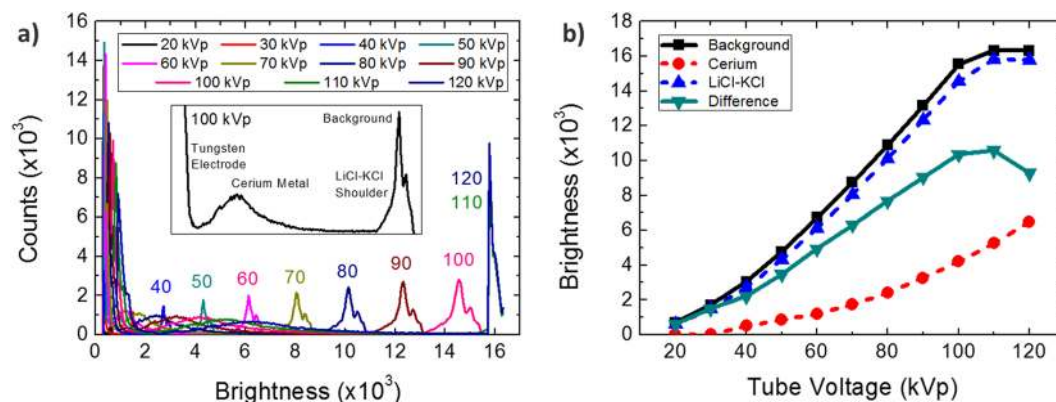 a)
20 kVp 30 kVp 40 kVp 50 kVp
60 kVp 70 kVp 80 kVp 90 kVp
100 kVp 110 kVp 120 kVp
100 kVp
Background
Tungsten
Electrode
Cerium Metal
LiCl-KCl
Shoulder
40 50 60 70 80 90 100
120
110
Counts (x10³)
16
14
12
10
8
6
4
2
0
0 2 4 6 8 10 12 14 16
Brightness (x10³)
b)
Background
Cerium
LiCl-KCl
Difference
Brightness (x10³)
18
16
14
12
10
8
6
4
2
0
20 40 60 80 100 120
Tube Voltage (kVp)